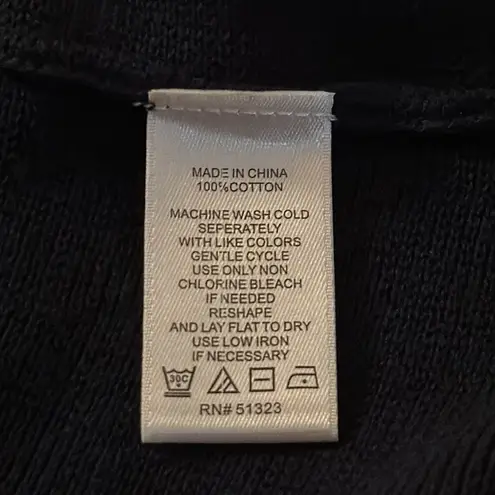 MADE IN CHINA
100%COTTON
MACHINE WASH COLD
SEPERATELY
WITH LIKE COLORS
GENTLE CYCLE
USE ONLY NON
CHLORINE BLEACH
IF NEEDED
RESHAPE
AND LAY FLAT TO DRY
USE LOW IRON
IF NECESSARY
30C
RN# 51323